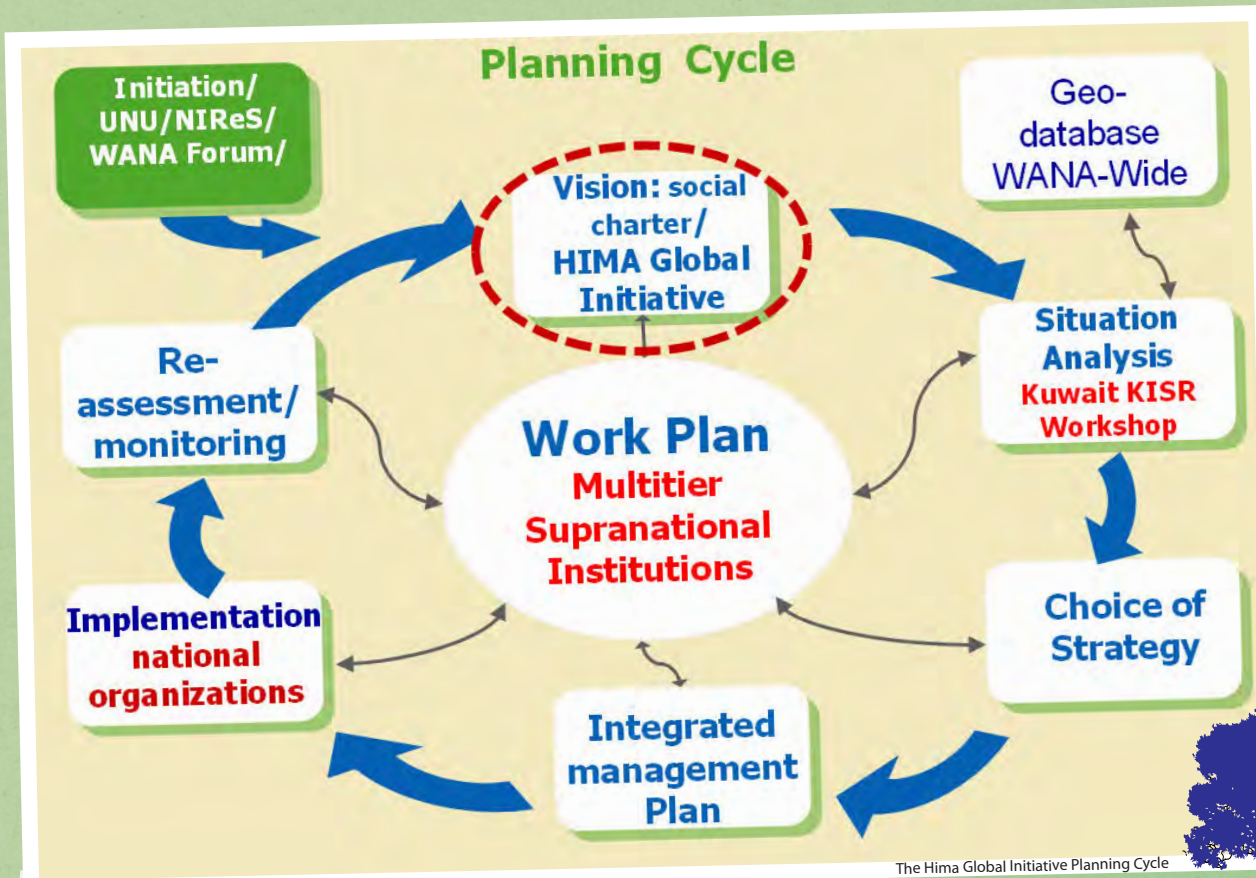 Planning Cycle
Initiation/
UNU/NIReS/
WANA Forum/
Vision: social
charter/
HIMA Global
Initiative
Geo-
database
WANA-Wide
Situation
Analysis
Kuwait KISR
Workshop
Choice of
Strategy
Integrated
management
Plan
Implementation
national
organizations
Re-
assessment/
monitoring
Work Plan
Multitier
Supranational
Institutions
The Hima Global Initiative Planning Cycle